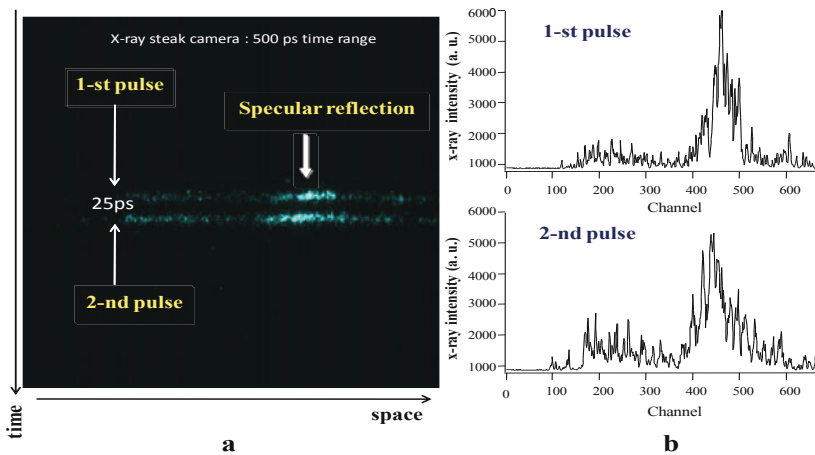 X-ray steak camera : 500 ps time range
1-st pulse
Specular reflection
25ps
2-nd pulse
time
space
a
1-st pulse
x-ray intensity (a. u.)
6000
5000
4000
3000
2000
1000
0 100 200 300 400 500 600
Channel
2-nd pulse
x-ray intensity (a. u.)
6000
5000
4000
3000
2000
1000
0 100 200 300 400 500 600
Channel
b